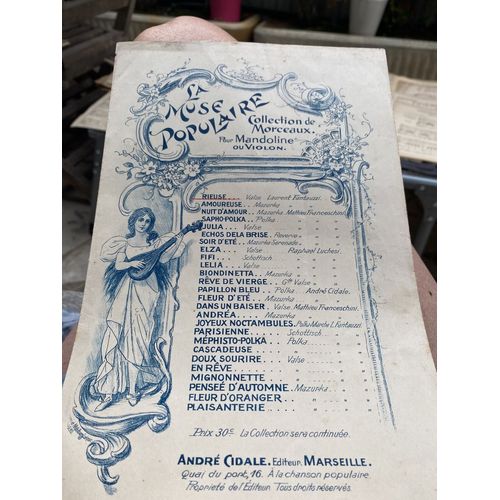 LA
MUSE
POPULAIRE
Collection de
Morceaux.
Pour Mandoline
OU VIOLON.
RIEUSE... Valse Laurent Fantauzzi.
AMOUREUSE.. Mazurka " "
NUIT D'AMOUR.. Mazurka Mathieu Franceschini.
SAPHO-POLKA.. Polka
JULIA... Valse
ECHOS DE LA BRISE. Reverie "
SOIR D'ÉTÉ.. Mazurka Serenade "
ELZA... Valse Raphael Luchesi.
FIFI... Schottisch "
LELIA... Valse "
BIONDINETTA.. Mazurka "
RÊVE DE VIERGE.. Gde Valse "
PAPILLON BLEU.. Polka André Cidale.
FLEUR D'ÉTÉ.. Mazurka "
DANS UN BAISER. Valse. Mathieu Franceschini.
ANDRÉA... Mazurka "
JOYEUX NOCTAMBULES. Polka Marche L. Fantauzzi.
PARISIENNE... Schottisch "
MÉPHISTO-POLKA.. Polka "
CASCADEUSE... " "
DOUX SOURIRE.. Valse "
EN RÊVE... " "
MIGNONNETTE.. " "
PENSEÉ D'AUTOMNE. Mazurka. "
FLEUR D'ORANGER.. " "
PLAISANTERIE.... " "
Prix 30c. La Collection sera continuée.
ANDRÉ CIDALE. Editeur. MARSEILLE.
Quai du port, 16. À la chanson populaire
Propriété de l'Editeur Tous droits réservés